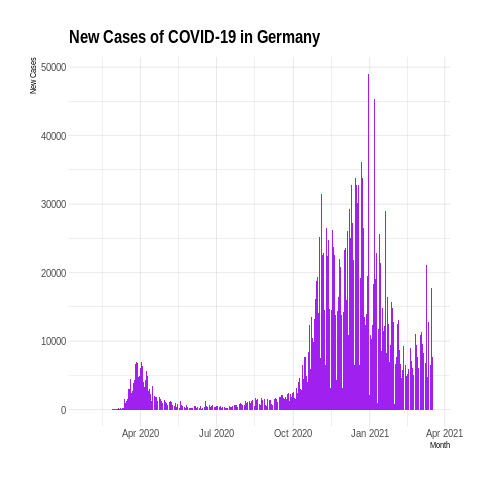 New Cases of COVID-19 in Germany
New Cases
50000
40000
30000
20000
10000
0
Apr 2020 Jul 2020 Oct 2020 Jan 2021 Apr 2021
Month